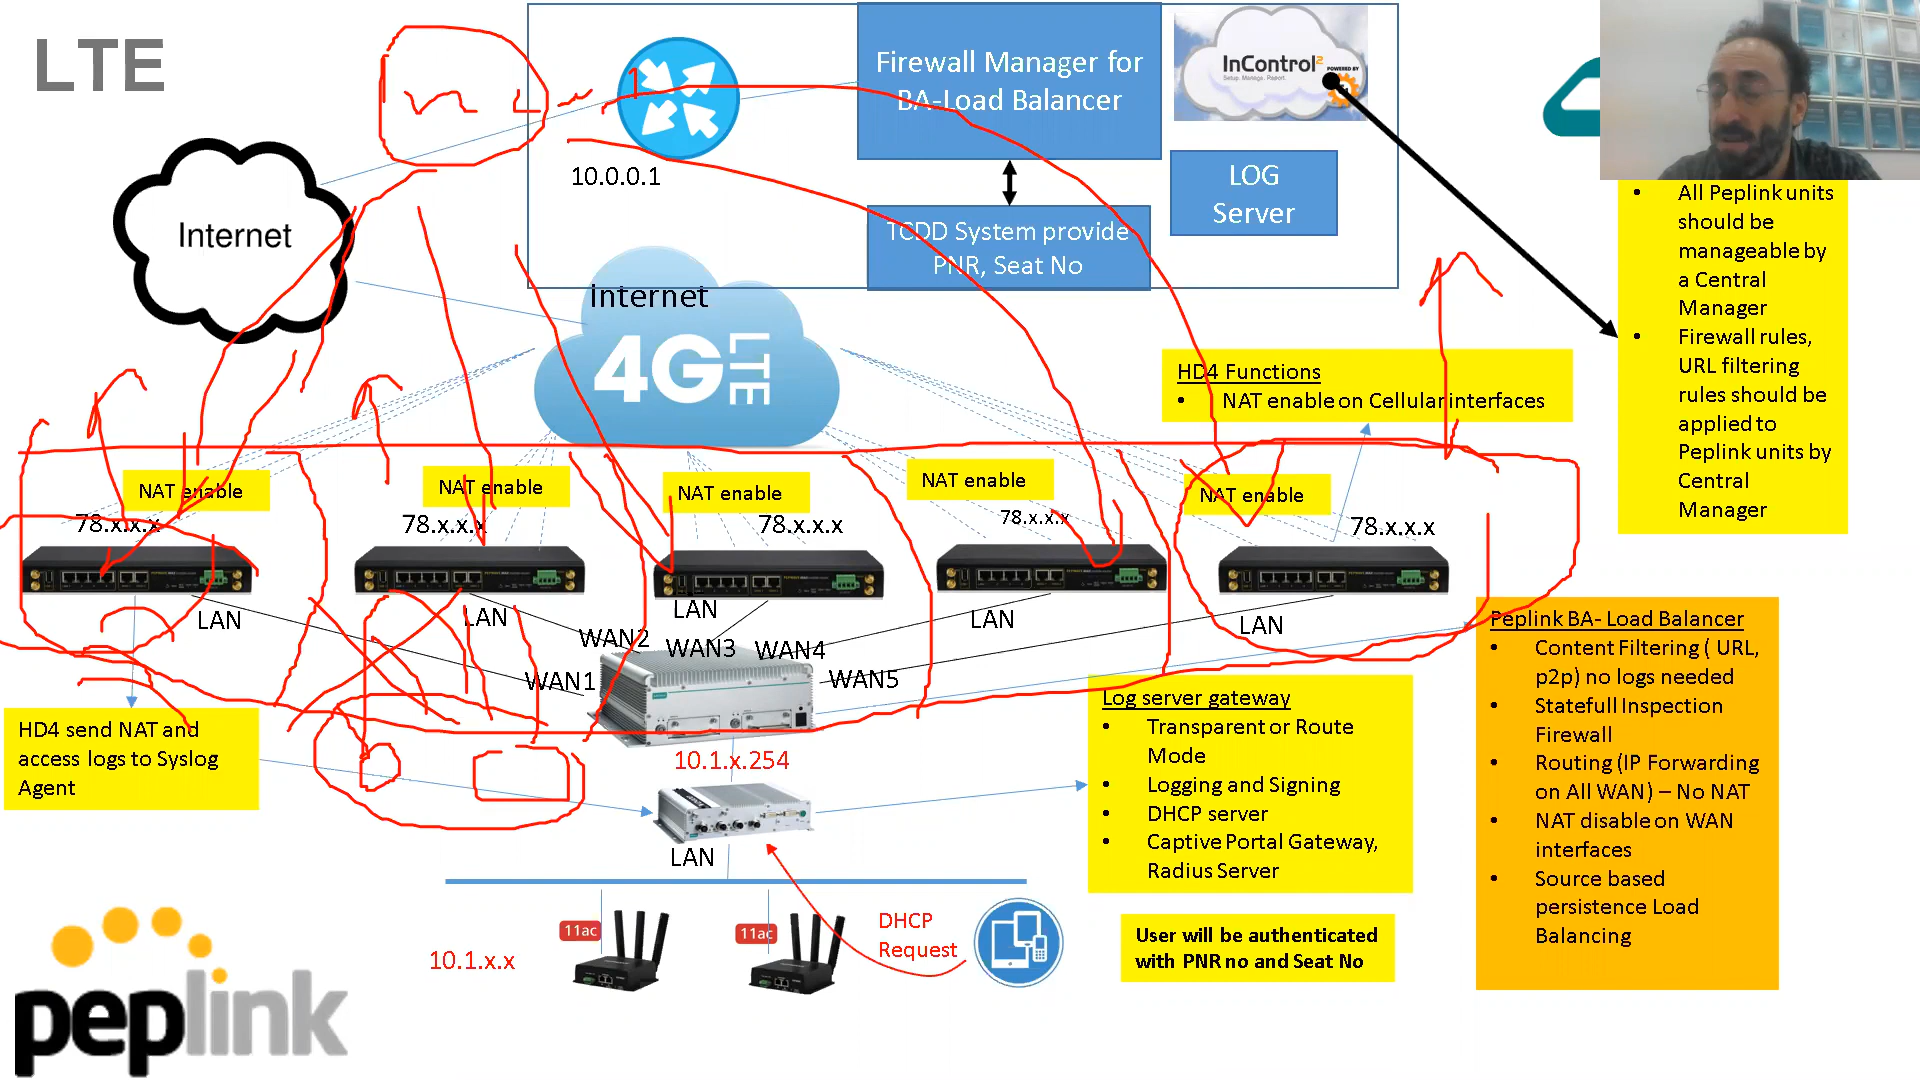 LTE
Firewall Manager for
BA-Load Balancer
InControl2
Setup. Manage. Report.
POWERED BY
LOG
Server
10.0.0.1
TCDD System provide
PNR, Seat No
Internet
internet
4G LTE
• All Peplink units
should be
manageable by
a Central
Manager
• Firewall rules,
URL filtering
rules should be
applied to
Peplink units by
Central
Manager
HD4 Functions
• NAT enable on Cellular interfaces
NAT enable
NAT enable
NAT enable
NAT enable
NAT enable
78.x.x.x
78.x.x.x
78.x.x.x
78.x.x.x
78.x.x.x
LAN
LAN
LAN
LAN
LAN
WAN1
WAN2
WAN3
WAN4
WAN5
HD4 send NAT and
access logs to Syslog
Agent
10.1.x.254
LAN
Log server gateway
• Transparent or Route
Mode
• Logging and Signing
• DHCP server
• Captive Portal Gateway,
Radius Server
Peplink BA- Load Balancer
• Content Filtering ( URL,
p2p) no logs needed
• Statefull Inspection
Firewall
• Routing (IP Forwarding
on All WAN) – No NAT
• NAT disable on WAN
interfaces
• Source based
persistence Load
Balancing
11ac
11ac
10.1.x.x
DHCP
Request
User will be authenticated
with PNR no and Seat No
peplink